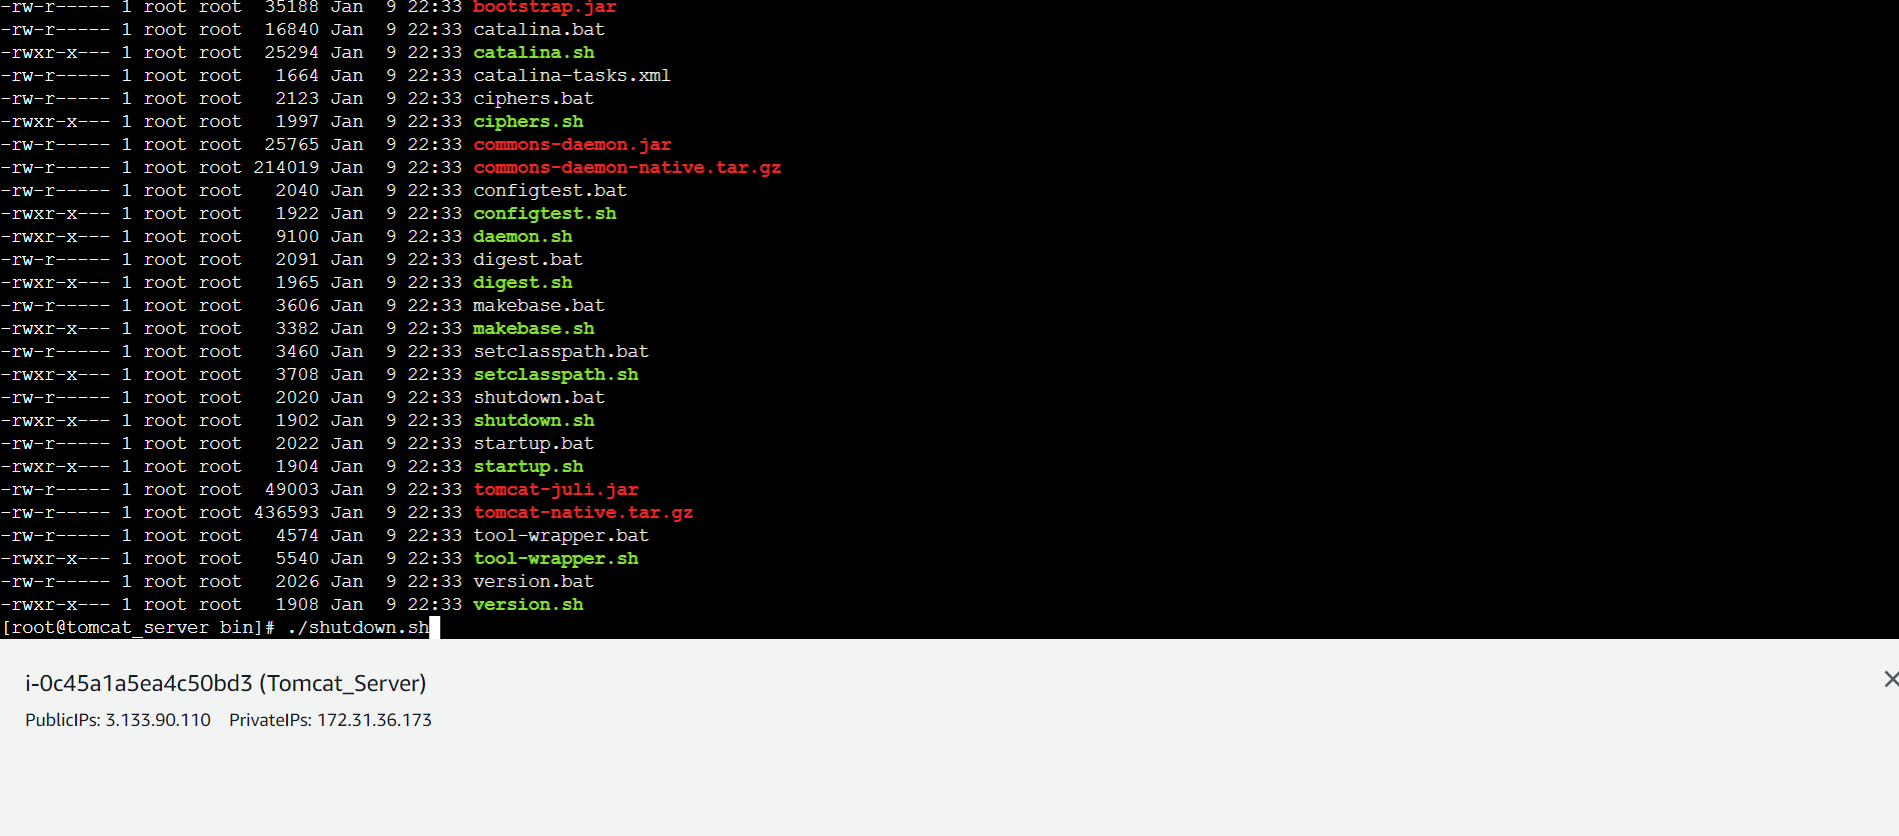 -rw-r----- 1 root root  35188 Jan  9 22:33 bootstrap.jar
-rw-r----- 1 root root  16840 Jan  9 22:33 catalina.bat
-rwxr-x--- 1 root root  25294 Jan  9 22:33 catalina.sh
-rw-r----- 1 root root   1664 Jan  9 22:33 catalina-tasks.xml
-rw-r----- 1 root root   2123 Jan  9 22:33 ciphers.bat
-rwxr-x--- 1 root root   1997 Jan  9 22:33 ciphers.sh
-rw-r----- 1 root root  25765 Jan  9 22:33 commons-daemon.jar
-rw-r----- 1 root root 214019 Jan  9 22:33 commons-daemon-native.tar.gz
-rw-r----- 1 root root   2040 Jan  9 22:33 configtest.bat
-rwxr-x--- 1 root root   1922 Jan  9 22:33 configtest.sh
-rwxr-x--- 1 root root   9100 Jan  9 22:33 daemon.sh
-rw-r----- 1 root root   2091 Jan  9 22:33 digest.bat
-rwxr-x--- 1 root root   1965 Jan  9 22:33 digest.sh
-rw-r----- 1 root root   3606 Jan  9 22:33 makebase.bat
-rwxr-x--- 1 root root   3382 Jan  9 22:33 makebase.sh
-rw-r----- 1 root root   3460 Jan  9 22:33 setclasspath.bat
-rwxr-x--- 1 root root   3708 Jan  9 22:33 setclasspath.sh
-rw-r----- 1 root root   2020 Jan  9 22:33 shutdown.bat
-rwxr-x--- 1 root root   1902 Jan  9 22:33 shutdown.sh
-rw-r----- 1 root root   2022 Jan  9 22:33 startup.bat
-rwxr-x--- 1 root root   1904 Jan  9 22:33 startup.sh
-rw-r----- 1 root root  49003 Jan  9 22:33 tomcat-juli.jar
-rw-r----- 1 root root 436593 Jan  9 22:33 tomcat-native.tar.gz
-rw-r----- 1 root root   4574 Jan  9 22:33 tool-wrapper.bat
-rwxr-x--- 1 root root   5540 Jan  9 22:33 tool-wrapper.sh
-rw-r----- 1 root root   2026 Jan  9 22:33 version.bat
-rwxr-x--- 1 root root   1908 Jan  9 22:33 version.sh
[root@tomcat_server bin]# ./shutdown.sh
i-0c45a1a5ea4c50bd3 (Tomcat_Server)
PublicIPs: 3.133.90.110 PrivateIPs: 172.31.36.173